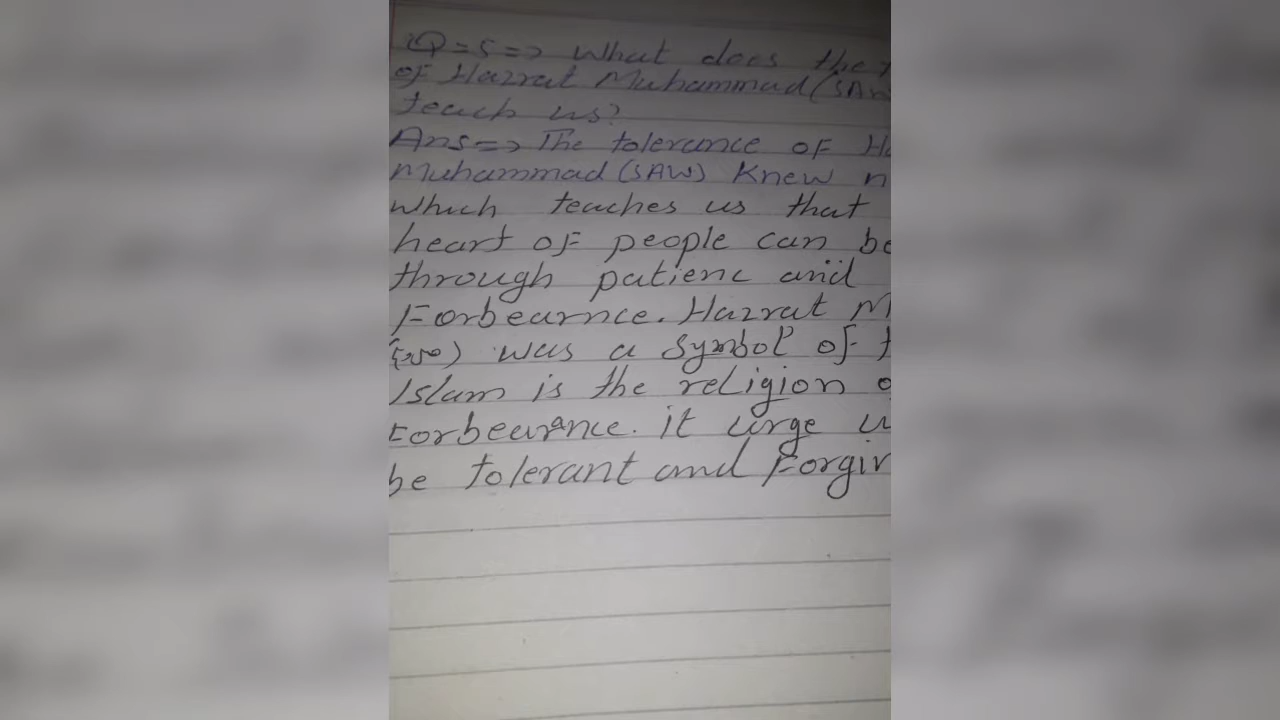 Q=5=> What does the
of Hazrat Muhammad (SAW
teach us?
Ans=> The tolerance of Ha
Muhammad (SAW) Knew n
which teaches us that
heart of people can be
through patienc and
Forbearnce. Hazrat M
was a symbol of t
Islam is the religion o
Forbearance. it urge u
be tolerant and Forgiv